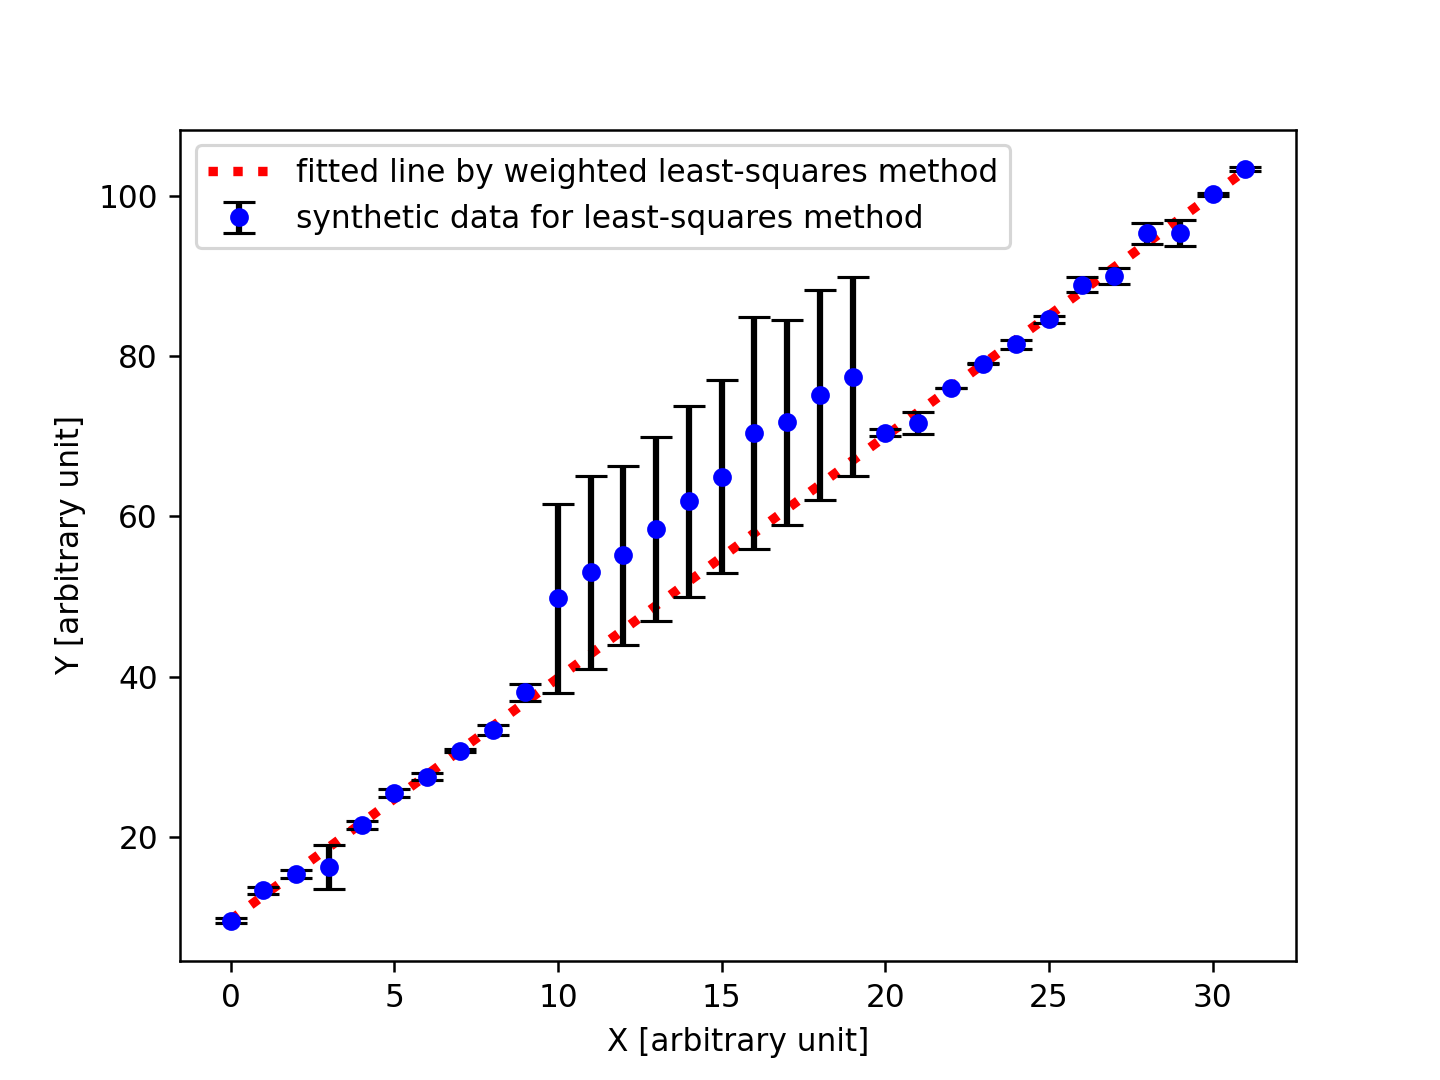 fitted line by weighted least-squares method
synthetic data for least-squares method
100
80
60
40
20
Y [arbitrary unit]
0 5 10 15 20 25 30
X [arbitrary unit]